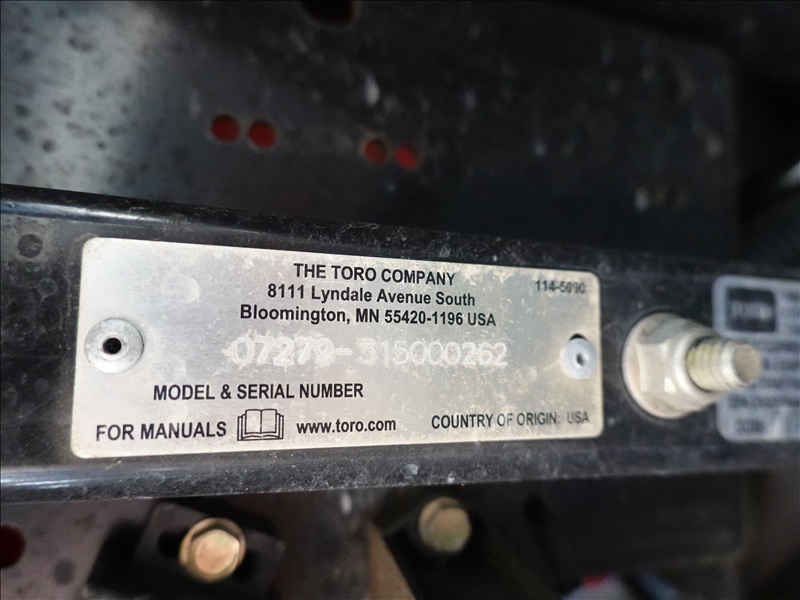 THE TORO COMPANY
8111 Lyndale Avenue South
114-5090
Bloomington, MN 55420-1196 USA
07279-315000262
MODEL & SERIAL NUMBER
FOR MANUALS www.toro.com
COUNTRY OF ORIGIN: USA